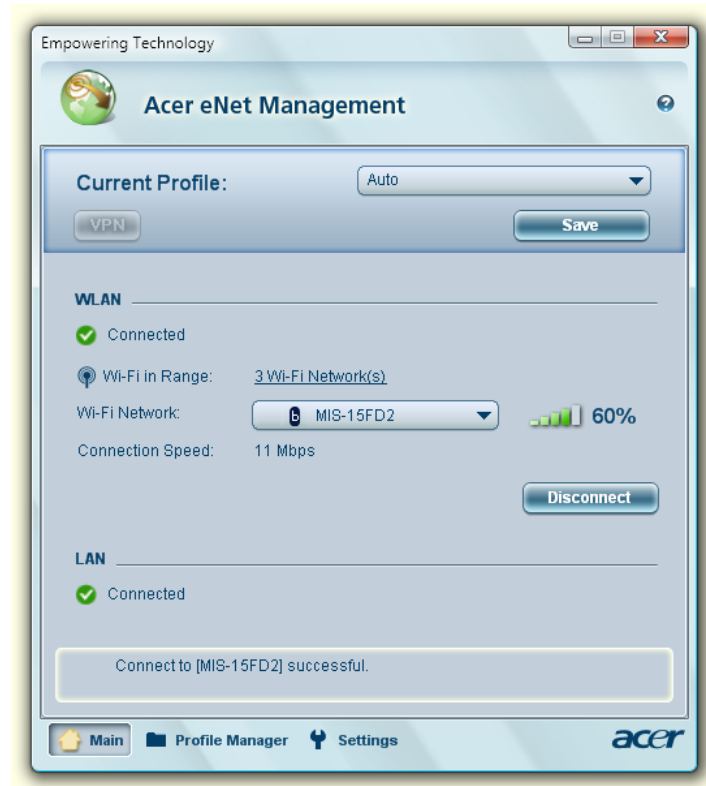 Empowering Technology
Acer eNet Management
Current Profile:
Auto
VPN
Save
WLAN
Connected
Wi-Fi in Range:
3 Wi-Fi Network(s)
Wi-Fi Network:
b MIS-15FD2
60%
Connection Speed:
11 Mbps
Disconnect
LAN
Connected
Connect to [MIS-15FD2] successful.
Main
Profile Manager
Settings
acer